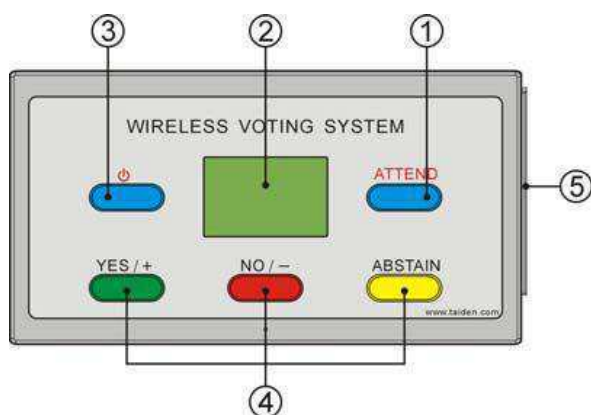 ③ ② ①
WIRELESS VOTING SYSTEM
⏻ ATTEND
⑤
YES / + NO / − ABSTAIN
www.taiden.com
④